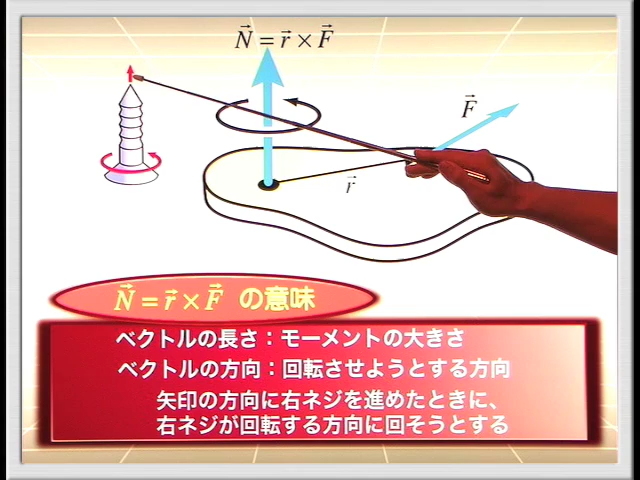 N⃗ = r⃗ × F⃗
F⃗
r⃗
N⃗ = r⃗ × F⃗ の意味
ベクトルの長さ：モーメントの大きさ
ベクトルの方向：回転させようとする方向
矢印の方向に右ネジを進めたときに、
右ネジが回転する方向に回そうとする